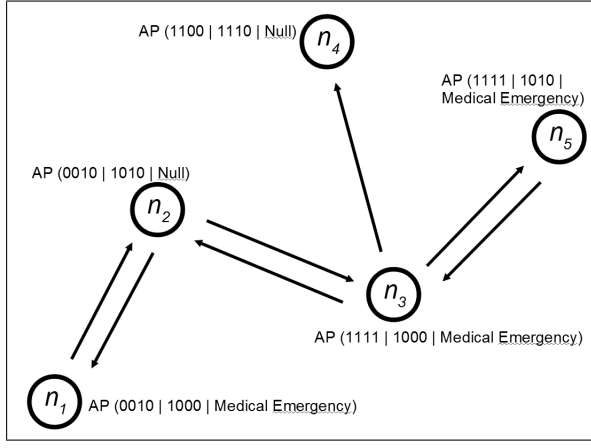 AP (1100 | 1110 | Null)
n4
AP (1111 | 1010 |
Medical Emergency)
n5
AP (0010 | 1010 | Null)
n2
n3
AP (1111 | 1000 | Medical Emergency)
n1
AP (0010 | 1000 | Medical Emergency)